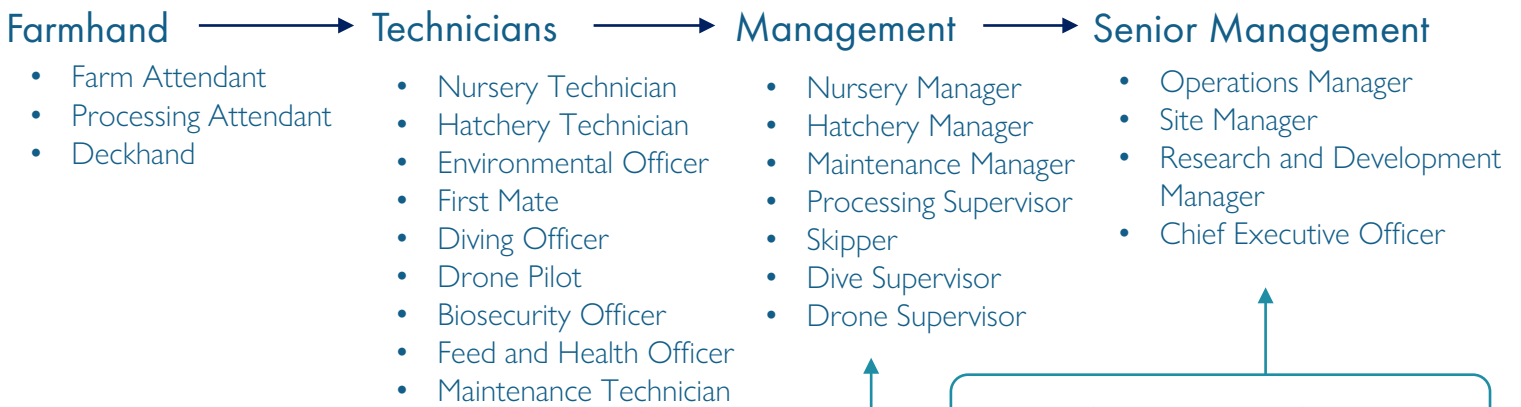 Farmhand
• Farm Attendant
• Processing Attendant
• Deckhand
Technicians
• Nursery Technician
• Hatchery Technician
• Environmental Officer
• First Mate
• Diving Officer
• Drone Pilot
• Biosecurity Officer
• Feed and Health Officer
• Maintenance Technician
Management
• Nursery Manager
• Hatchery Manager
• Maintenance Manager
• Processing Supervisor
• Skipper
• Dive Supervisor
• Drone Supervisor
Senior Management
• Operations Manager
• Site Manager
• Research and Development
Manager
• Chief Executive Officer